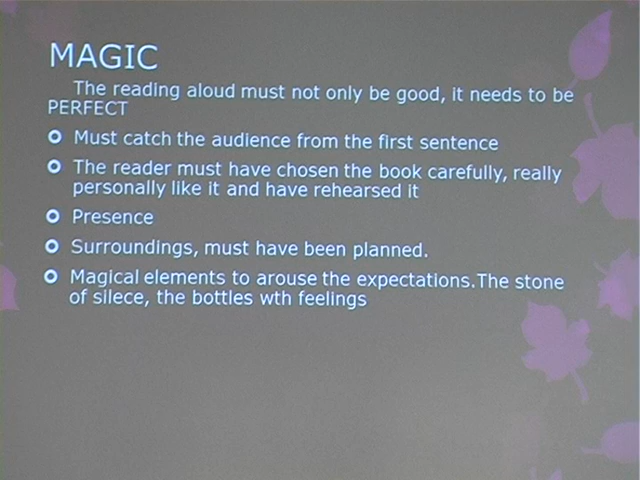 MAGIC
The reading aloud must not only be good, it needs to be
PERFECT
Must catch the audience from the first sentence
The reader must have chosen the book carefully, really
personally like it and have rehearsed it
Presence
Surroundings, must have been planned.
Magical elements to arouse the expectations.The stone
of silece, the bottles wth feelings